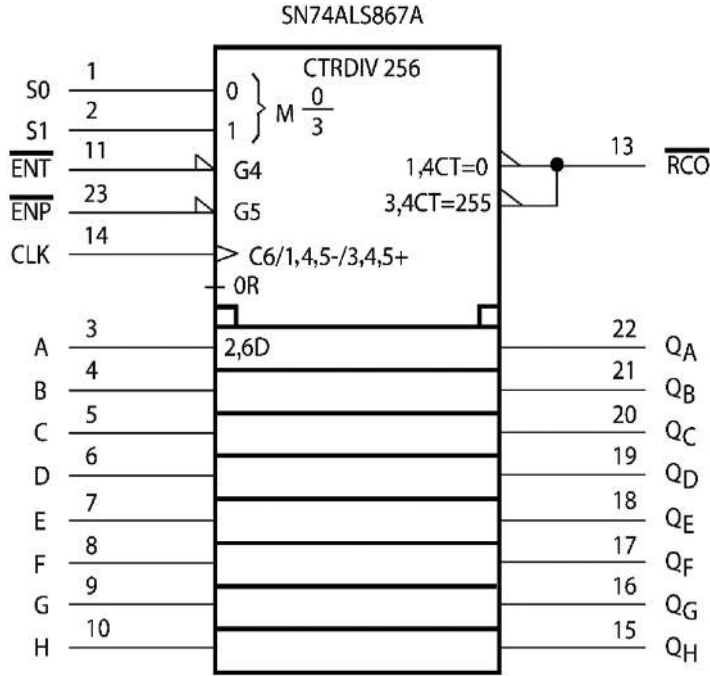 SN74ALS867A
CTRDIV 256
S0 1 0
M 0/3
S1 2 1
ENT 11 G4 1,4CT=0 13 RCO
ENP 23 G5 3,4CT=255
CLK 14 C6/1,4,5-/3,4,5+
0R
A 3 2,6D 22 QA
B 4 21 QB
C 5 20 QC
D 6 19 QD
E 7 18 QE
F 8 17 QF
G 9 16 QG
H 10 15 QH